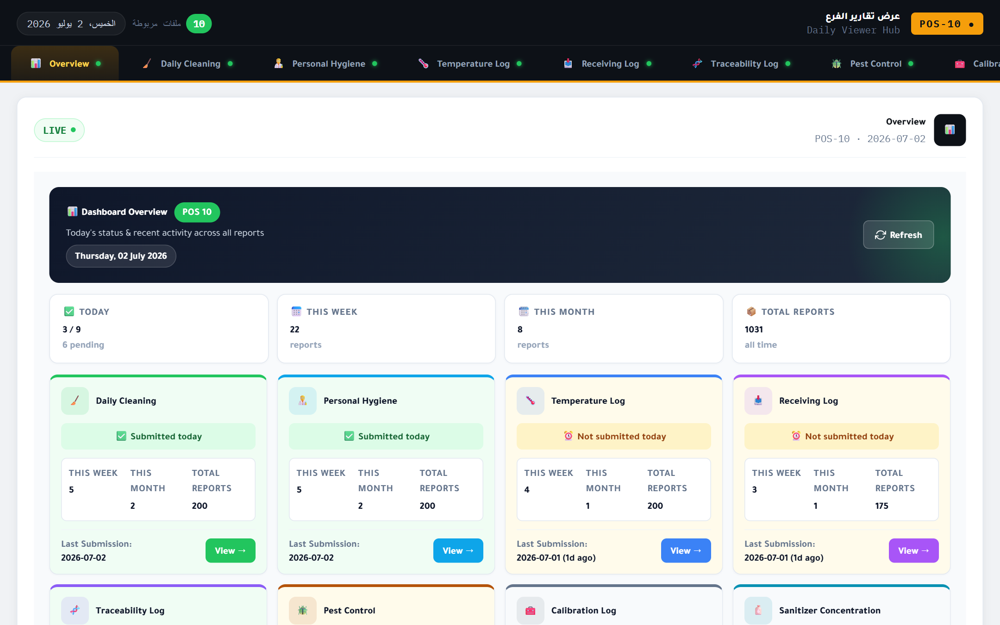 الخميس، 2 يوليو 2026
ملفات مربوطة
10
عرض تقارير الفرع
Daily Viewer Hub
POS-10
Overview
Daily Cleaning
Personal Hygiene
Temperature Log
Receiving Log
Traceability Log
Pest Control
Calibra
LIVE
Overview
POS-10 · 2026-07-02
Dashboard Overview
POS 10
Today's status & recent activity across all reports
Thursday, 02 July 2026
Refresh
TODAY
3 / 9
6 pending
THIS WEEK
22
reports
THIS MONTH
8
reports
TOTAL REPORTS
1031
all time
Daily Cleaning
Submitted today
THIS WEEK
5
THIS
MONTH
2
TOTAL
REPORTS
200
Last Submission:
2026-07-02
View →
Personal Hygiene
Submitted today
THIS WEEK
5
THIS
MONTH
2
TOTAL
REPORTS
200
Last Submission:
2026-07-02
View →
Temperature Log
Not submitted today
THIS WEEK
4
THIS
MONTH
1
TOTAL
REPORTS
200
Last Submission:
2026-07-01 (1d ago)
View →
Receiving Log
Not submitted today
THIS WEEK
3
THIS
MONTH
1
TOTAL
REPORTS
175
Last Submission:
2026-07-01 (1d ago)
View →
Traceability Log
Pest Control
Calibration Log
Sanitizer Concentration